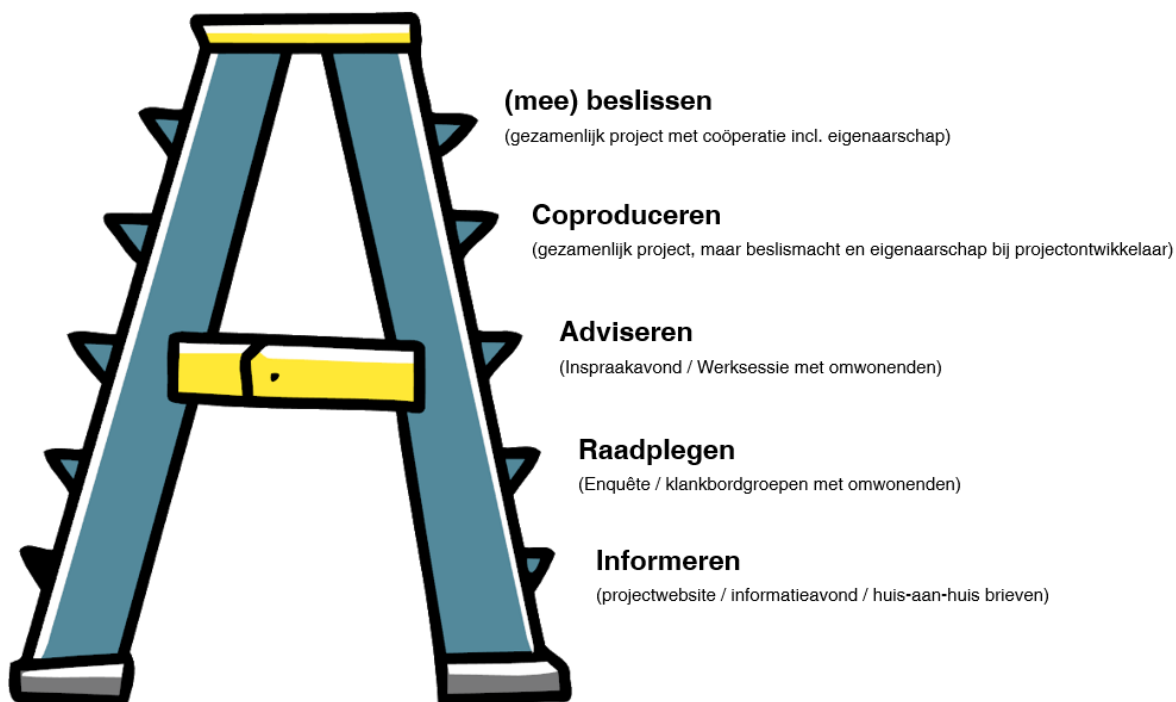 (mee) beslissen
(gezamenlijk project met coöperatie incl. eigenaarschap)
Coproduceren
(gezamenlijk project, maar beslismacht en eigenaarschap bij projectontwikkelaar)
Adviseren
(Inspraakavond / Werksessie met omwonenden)
Raadplegen
(Enquête / klankbordgroepen met omwonenden)
Informeren
(projectwebsite / informatieavond / huis-aan-huis brieven)